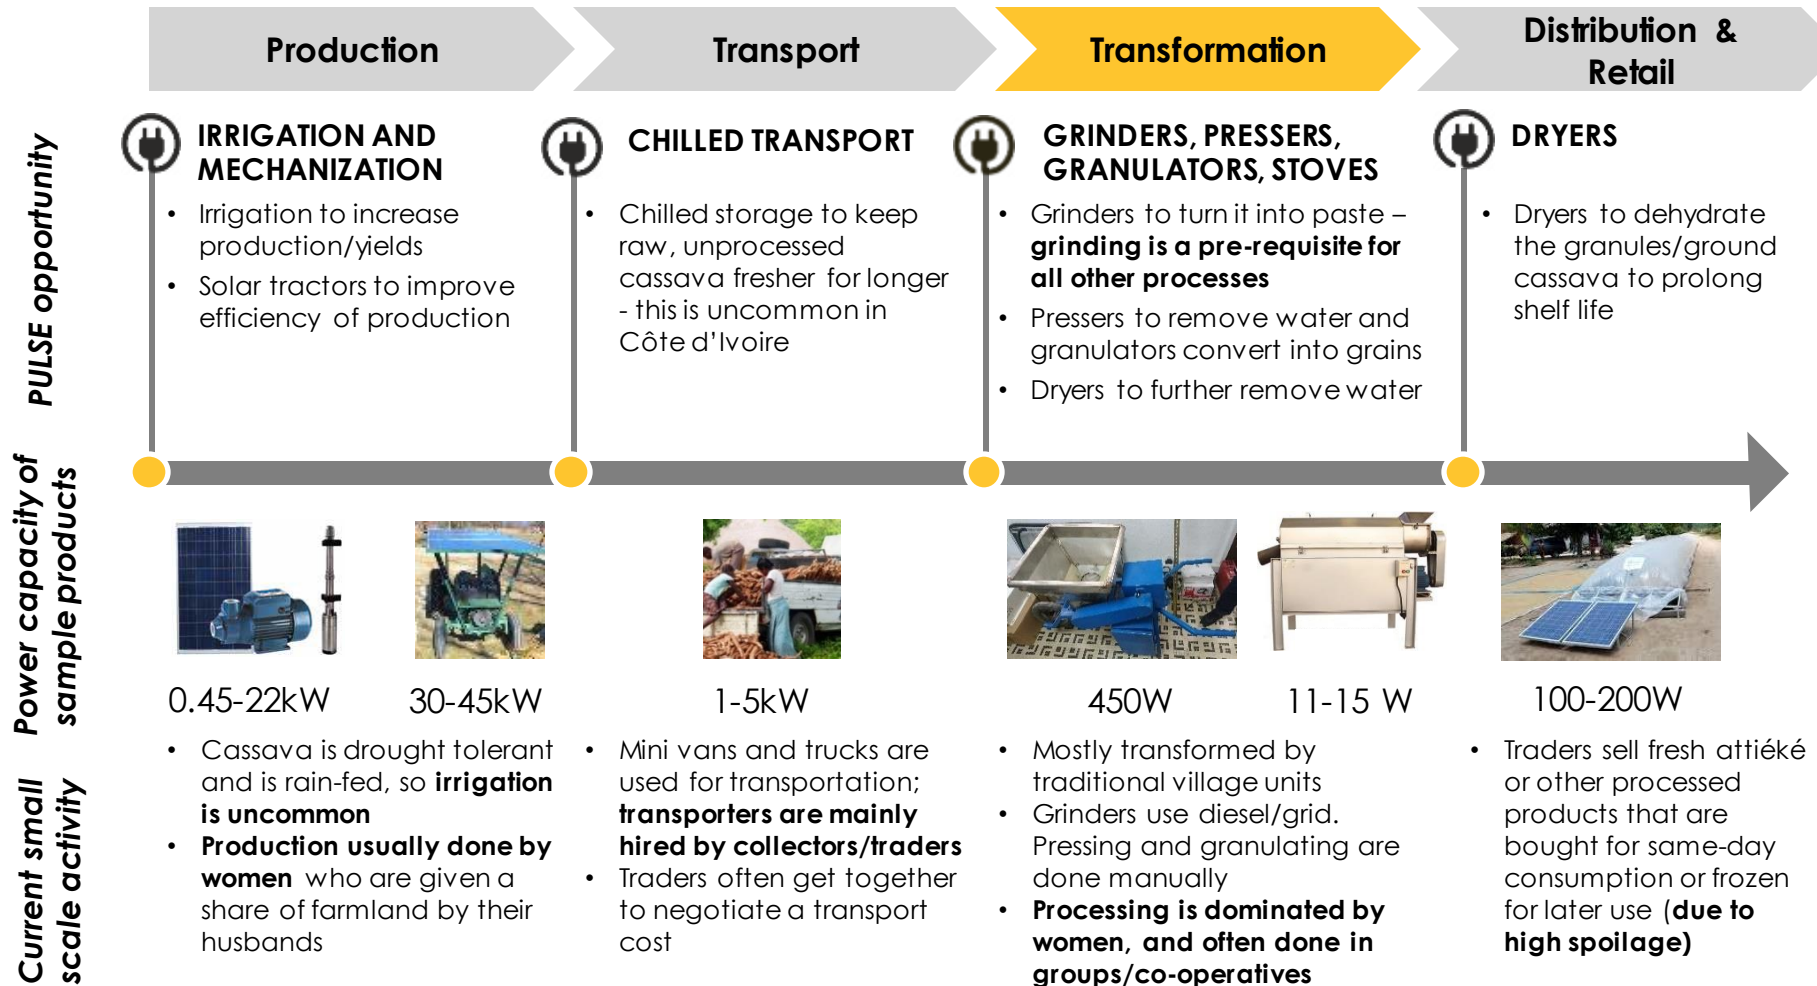 Production
Transport
Transformation
Distribution &
Retail
PULSE opportunity
IRRIGATION AND
MECHANIZATION
• Irrigation to increase
production/yields
• Solar tractors to improve
efficiency of production
CHILLED TRANSPORT
• Chilled storage to keep
raw, unprocessed
cassava fresher for longer
- this is uncommon in
Côte d'Ivoire
GRINDERS, PRESSERS,
GRANULATORS, STOVES
• Grinders to turn it into paste –
grinding is a pre-requisite for
all other processes
• Pressers to remove water and
granulators convert into grains
• Dryers to further remove water
DRYERS
• Dryers to dehydrate
the granules/ground
cassava to prolong
shelf life
Power capacity of
sample products
0.45-22kW
30-45kW
1-5kW
450W
11-15 W
100-200W
Current small
scale activity
• Cassava is drought tolerant
and is rain-fed, so irrigation
is uncommon
• Production usually done by
women who are given a
share of farmland by their
husbands
• Mini vans and trucks are
used for transportation;
transporters are mainly
hired by collectors/traders
• Traders often get together
to negotiate a transport
cost
• Mostly transformed by
traditional village units
• Grinders use diesel/grid.
Pressing and granulating are
done manually
• Processing is dominated by
women, and often done in
groups/co-operatives
• Traders sell fresh attiéké
or other processed
products that are
bought for same-day
consumption or frozen
for later use (due to
high spoilage)